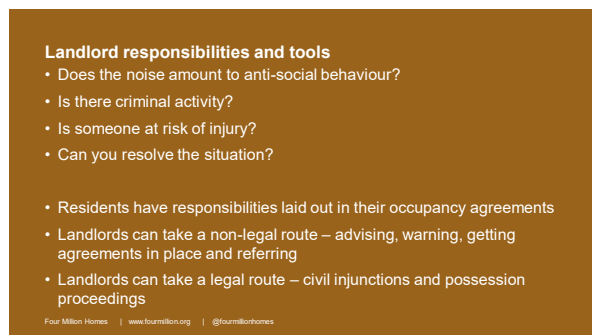 Landlord responsibilities and tools
• Does the noise amount to anti-social behaviour?
• Is there criminal activity?
• Is someone at risk of injury?
• Can you resolve the situation?
• Residents have responsibilities laid out in their occupancy agreements
• Landlords can take a non-legal route – advising, warning, getting
agreements in place and referring
• Landlords can take a legal route – civil injunctions and possession
proceedings
Four Million Homes | www.fourmillion.org | @fourmillionhomes